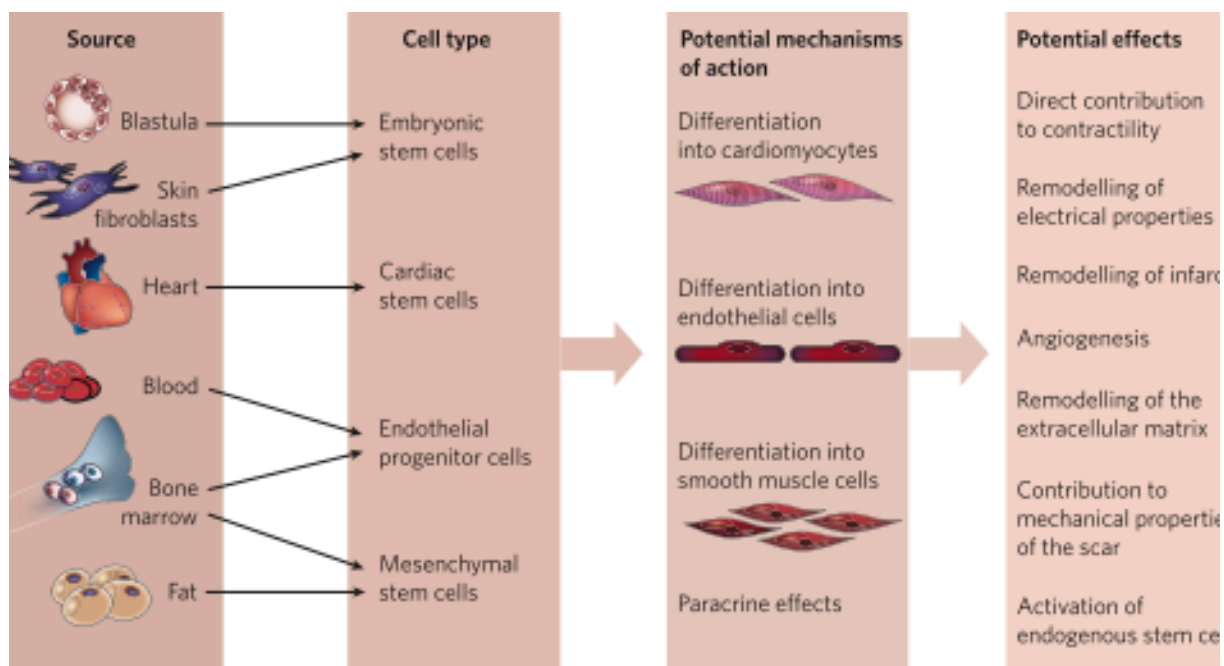 Source
Blastula
Skin
fibroblasts
Heart
Blood
Bone
marrow
Fat
Cell type
Embryonic
stem cells
Cardiac
stem cells
Endothelial
progenitor cells
Mesenchymal
stem cells
Potential mechanisms
of action
Differentiation
into cardiomyocytes
Differentiation into
endothelial cells
Differentiation into
smooth muscle cells
Paracrine effects
Potential effects
Direct contribution
to contractility
Remodelling of
electrical properties
Remodelling of infarc
Angiogenesis
Remodelling of the
extracellular matrix
Contribution to
mechanical propertie
of the scar
Activation of
endogenous stem ce